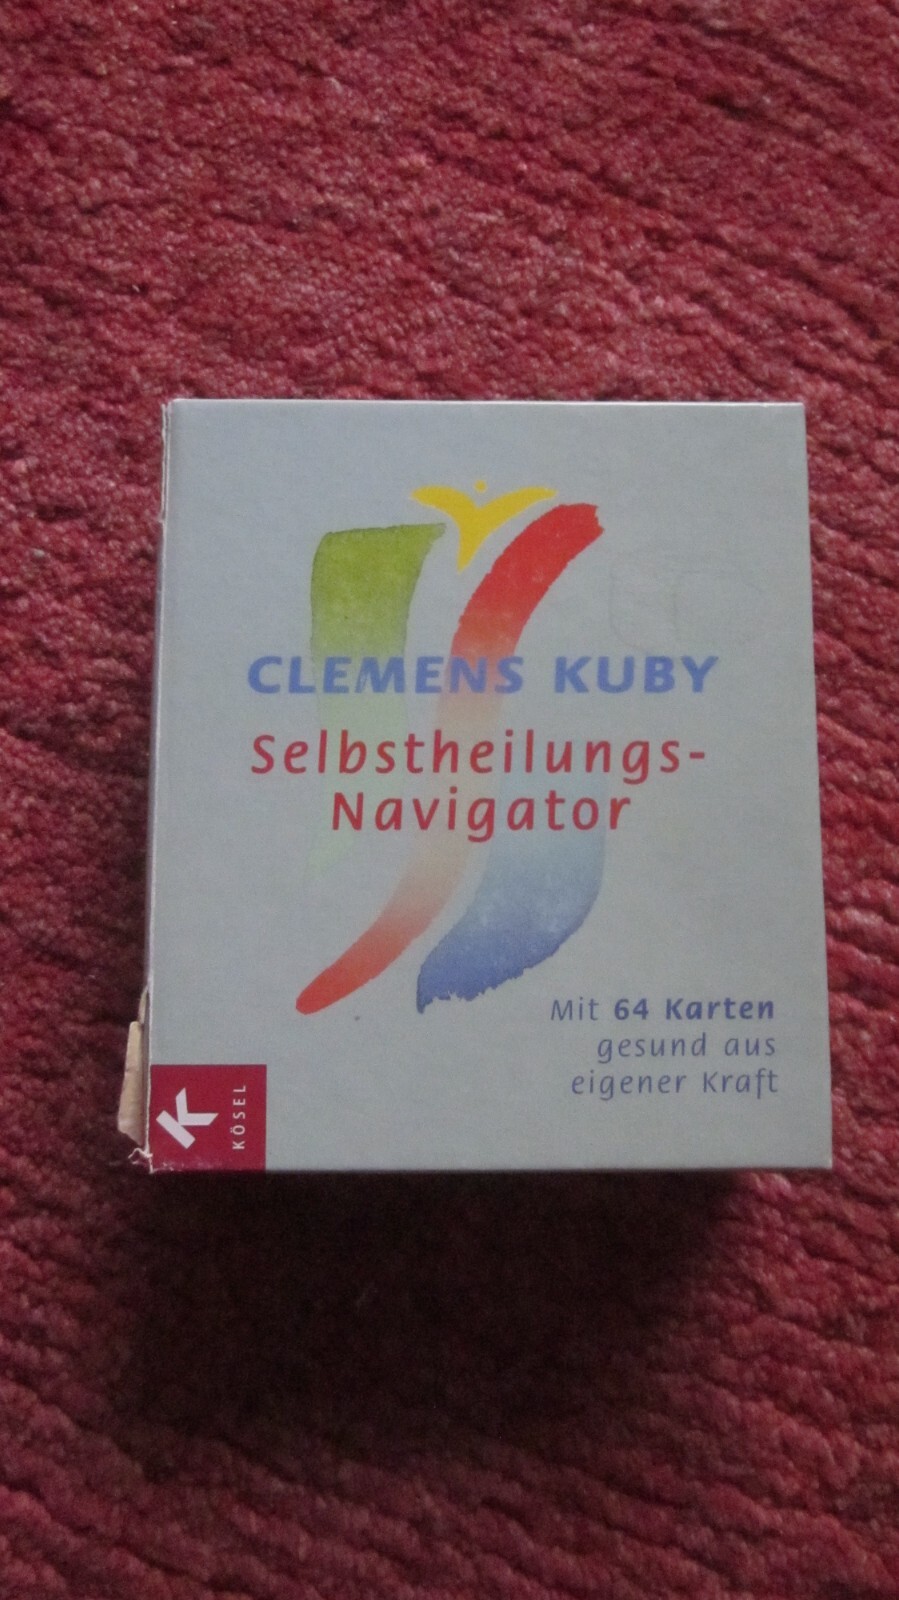 CLEMENS KUBY
Selbstheilungs-
Navigator
Mit 64 Karten
gesund aus
eigener Kraft
K
KÖSEL